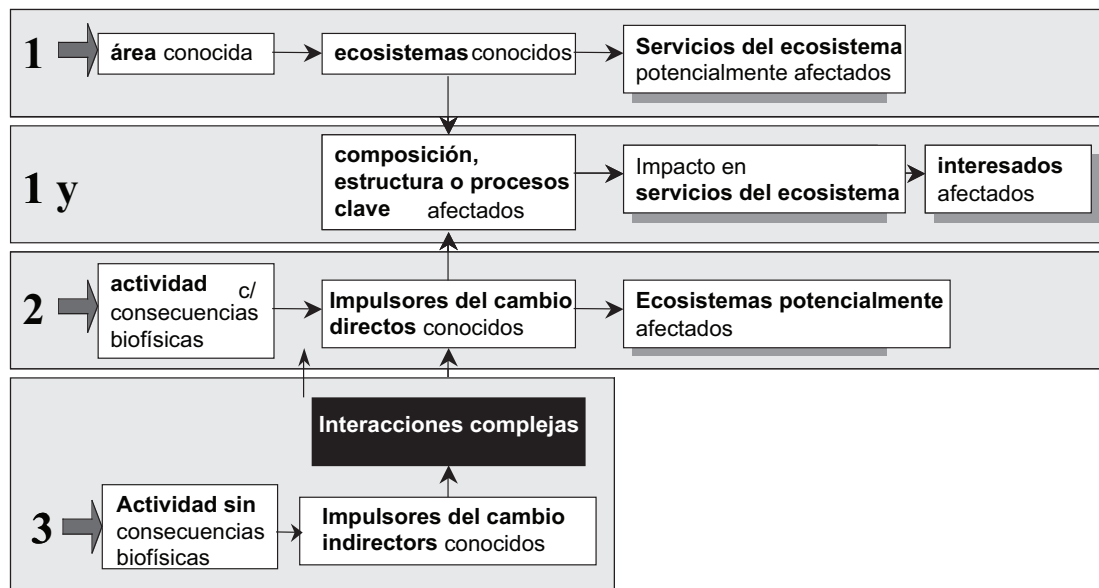 1
área conocida
ecosistemas conocidos
Servicios del ecosistema
potencialmente afectados
1 y
composición,
estructura o procesos
clave afectados
Impacto en
servicios del ecosistema
interesados
afectados
2
actividad c/
consecuencias
biofísicas
Impulsores del cambio
directos conocidos
Ecosistemas potencialmente
afectados
Interacciones complejas
3
Actividad sin
consecuencias
biofísicas
Impulsores del cambio
indirectors conocidos